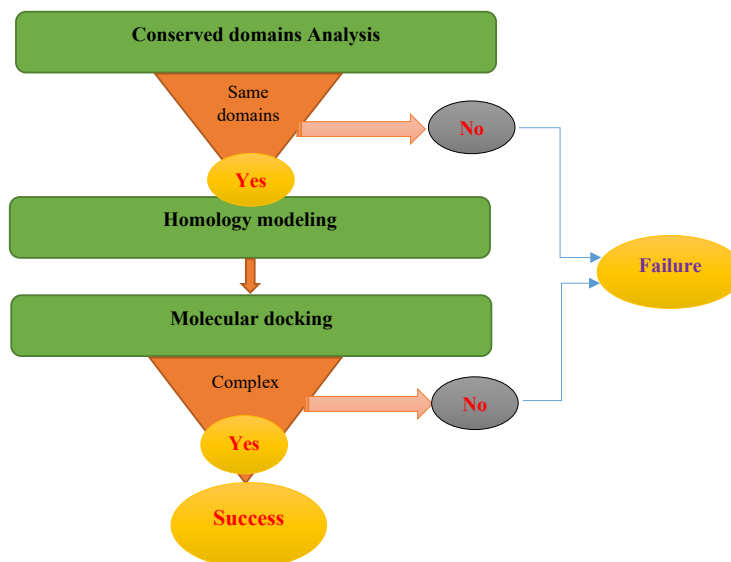 Conserved domains Analysis
Same
domains
No
Yes
Homology modeling
Failure
Molecular docking
Complex
No
Yes
Success